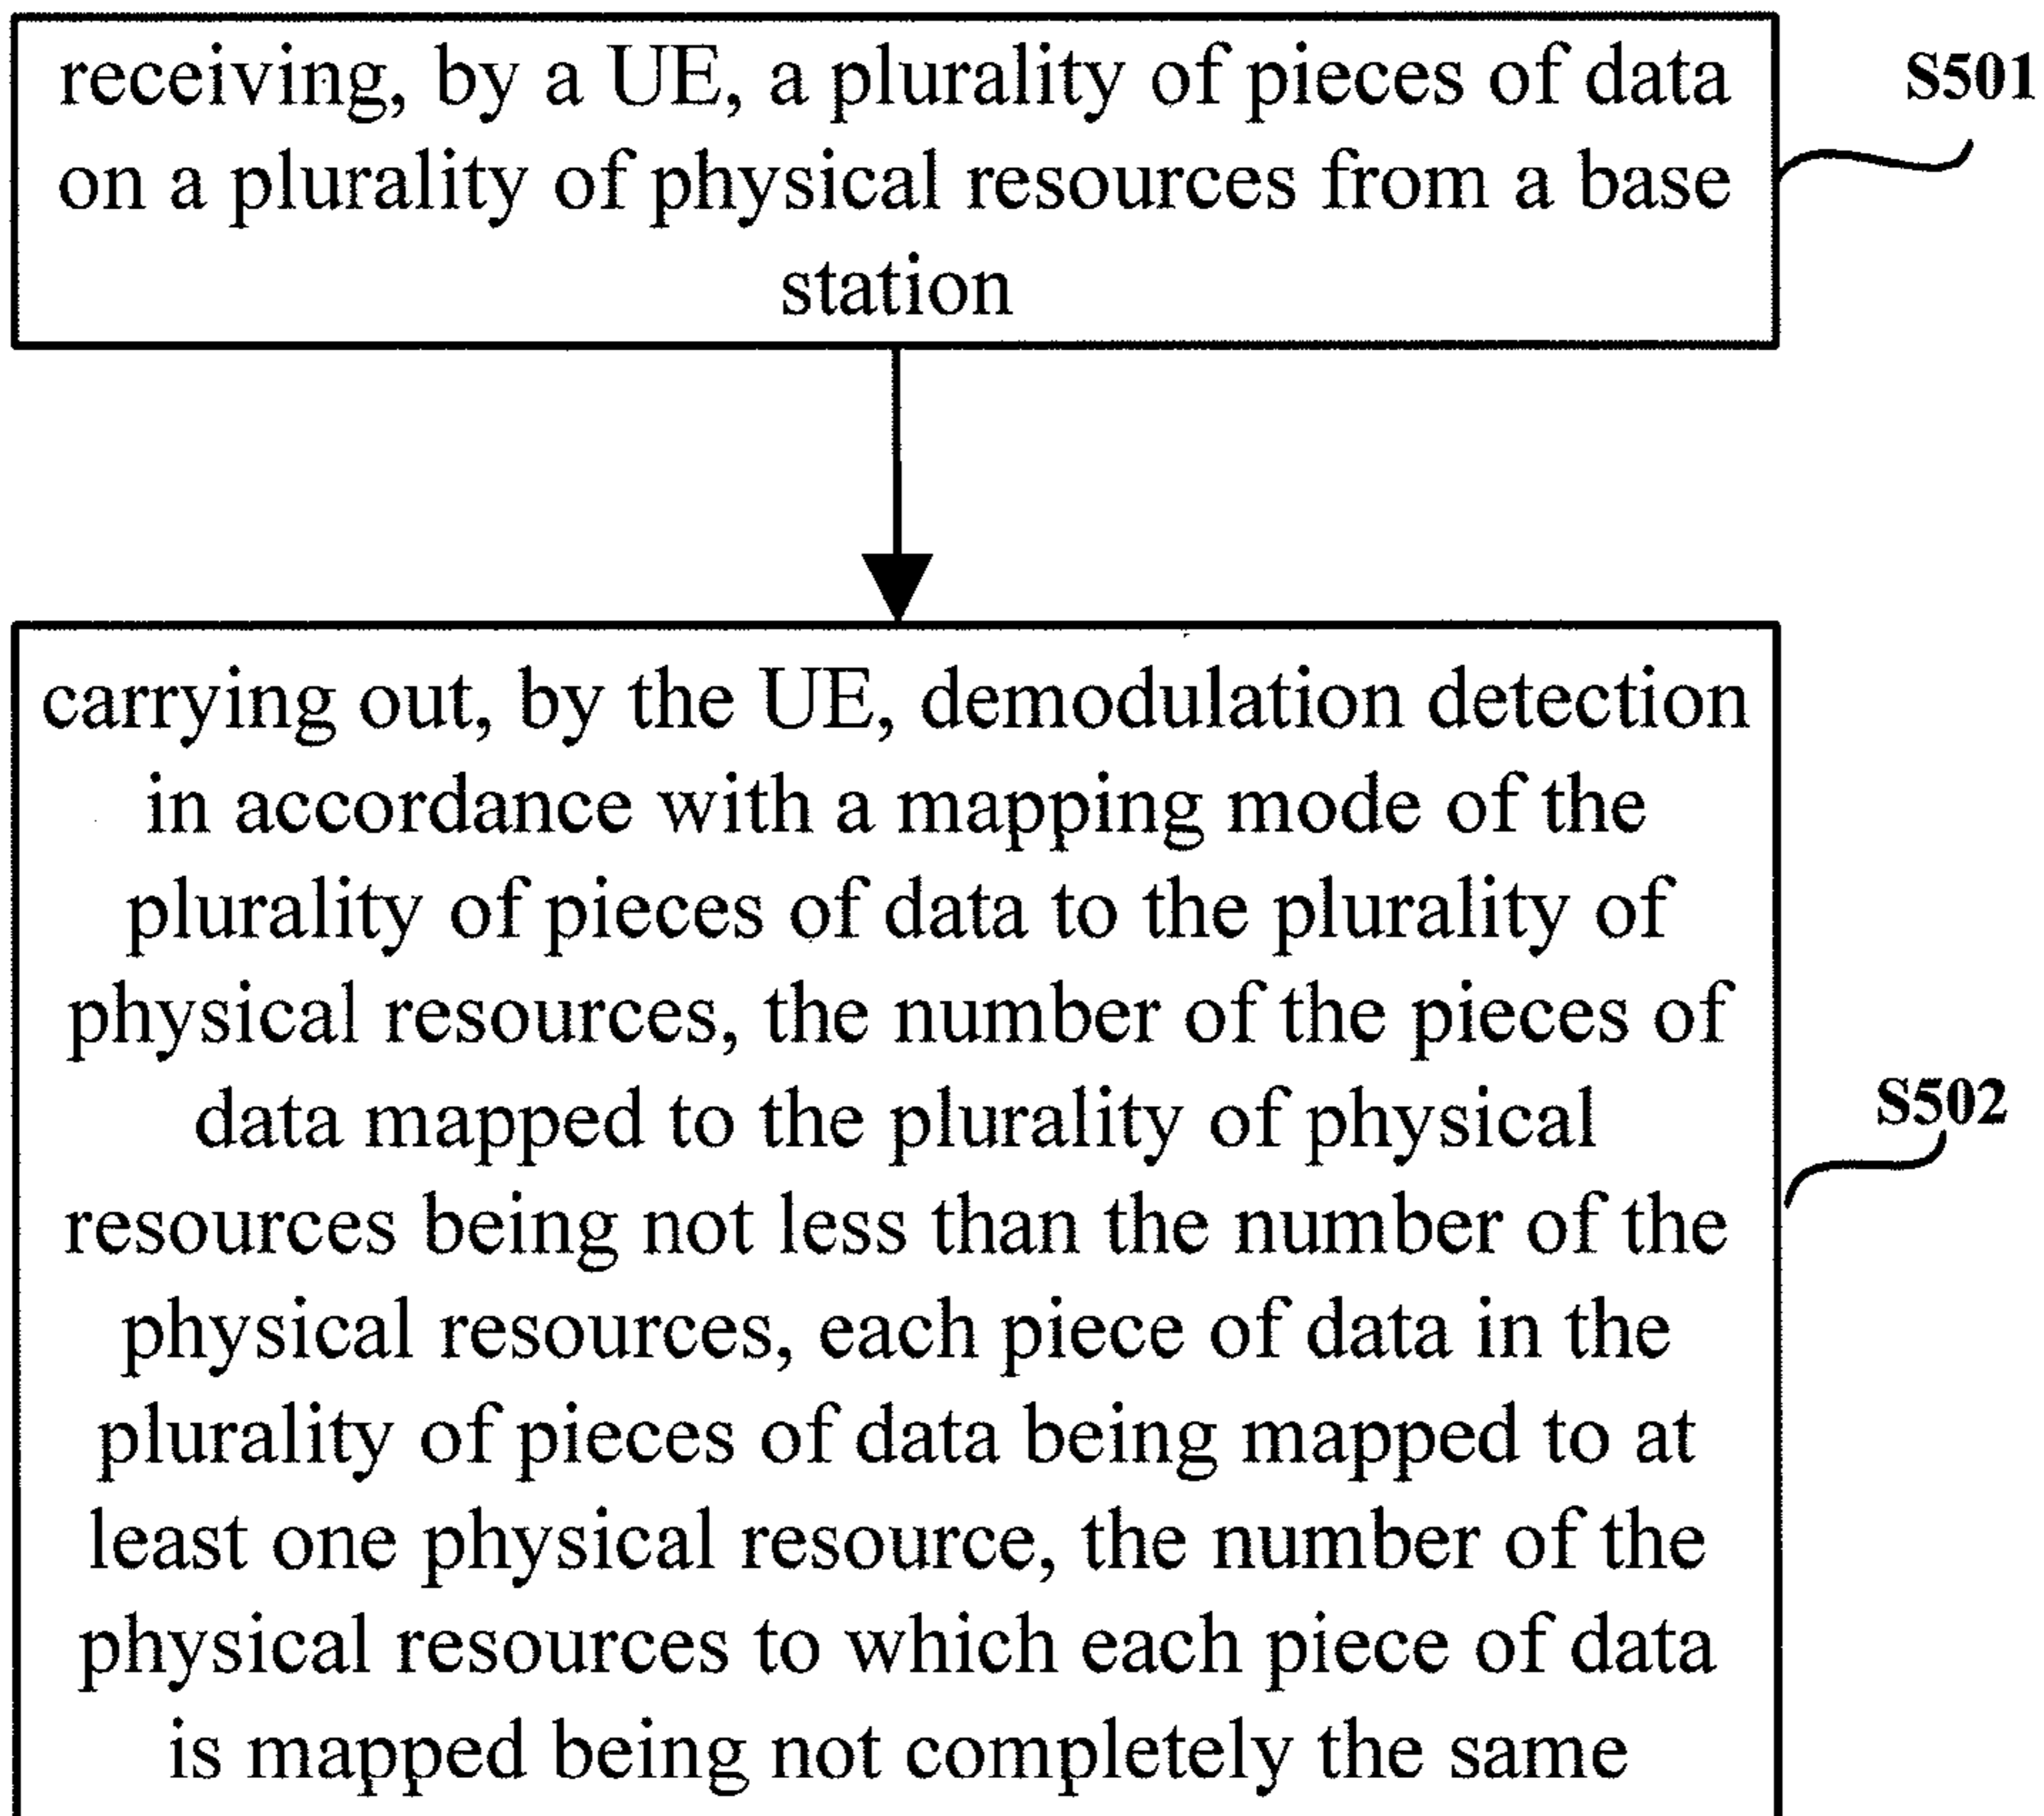 receiving, by a UE, a plurality of pieces of data
on a plurality of physical resources from a base
station
S501
carrying out, by the UE, demodulation detection
in accordance with a mapping mode of the
plurality of pieces of data to the plurality of
physical resources, the number of the pieces of
data mapped to the plurality of physical
resources being not less than the number of the
physical resources, each piece of data in the
plurality of pieces of data being mapped to at
least one physical resource, the number of the
physical resources to which each piece of data
is mapped being not completely the same
S502